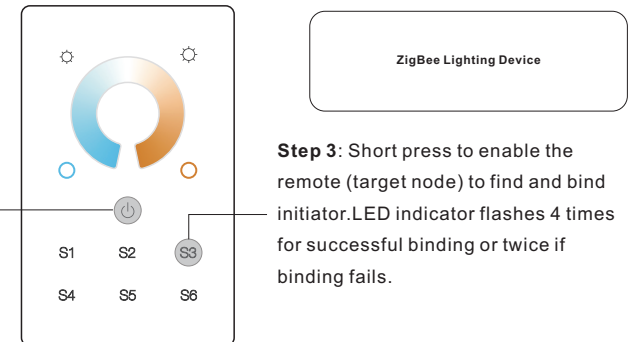 ZigBee Lighting Device
Step 3: Short press to enable the
remote (target node) to find and bind
initiator.LED indicator flashes 4 times
for successful binding or twice if
binding fails.
S1 S2 S3
S4 S5 S6